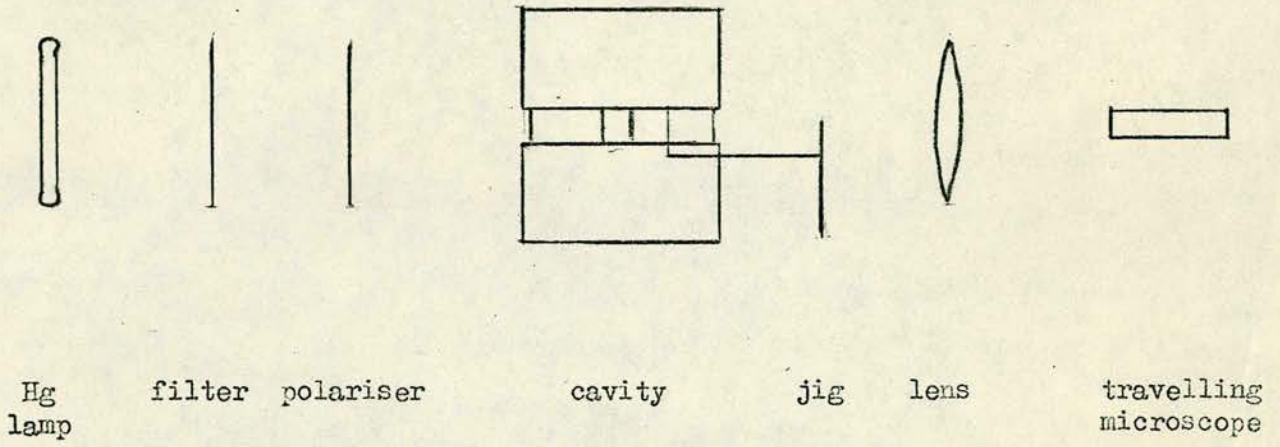 Hg lamp
filter
polariser
cavity
jig
lens
travelling microscope